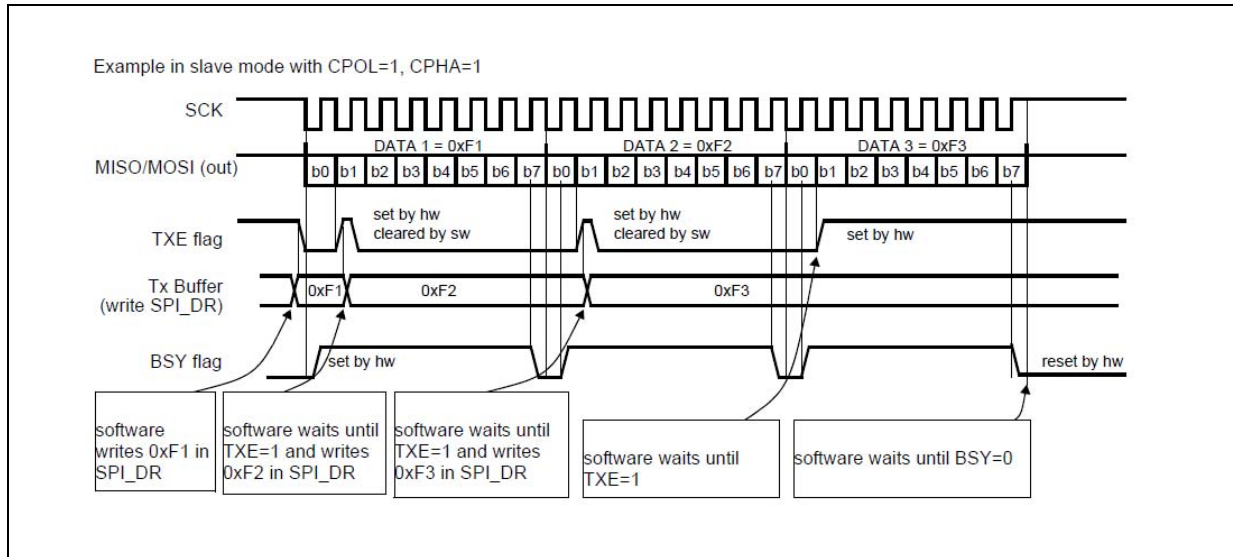 Example in slave mode with CPOL=1, CPHA=1
SCK
DATA 1 = 0xF1
DATA 2 = 0xF2
DATA 3 = 0xF3
MISO/MOSI (out)
b0 b1 b2 b3 b4 b5 b6 b7 b0 b1 b2 b3 b4 b5 b6 b7 b0 b1 b2 b3 b4 b5 b6 b7
TXE flag
set by hw
cleared by sw
set by hw
cleared by sw
set by hw
Tx Buffer
(write SPI_DR)
0xF1
0xF2
0xF3
BSY flag
set by hw
reset by hw
software
writes 0xF1 in
SPI_DR
software waits until
TXE=1 and writes
0xF2 in SPI_DR
software waits until
TXE=1 and writes
0xF3 in SPI_DR
software waits until
TXE=1
software waits until BSY=0